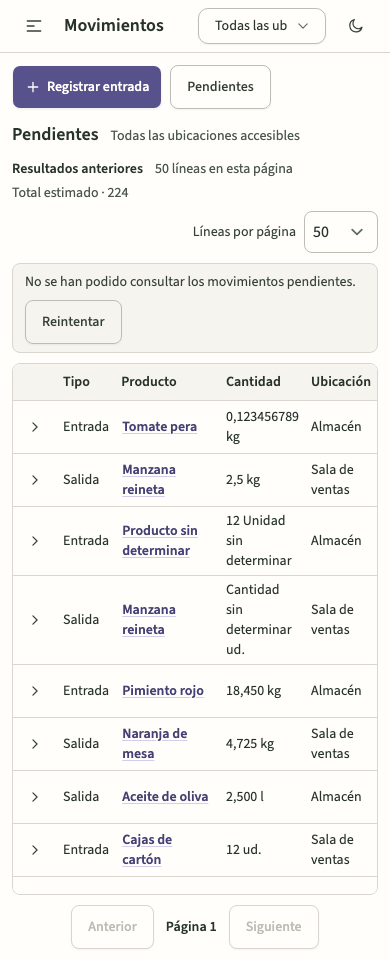 Movimientos
Todas las ub
Registrar entrada
Pendientes
Pendientes Todas las ubicaciones accesibles
Resultados anteriores 50 líneas en esta página
Total estimado · 224
Líneas por página 50
No se han podido consultar los movimientos pendientes.
Reintentar
Tipo Producto Cantidad Ubicación
Entrada Tomate pera 0,123456789 kg Almacén
Salida Manzana reineta 2,5 kg Sala de ventas
Entrada Producto sin determinar 12 Unidad sin determinar Almacén
Salida Manzana reineta Cantidad sin determinar ud. Sala de ventas
Entrada Pimiento rojo 18,450 kg Almacén
Salida Naranja de mesa 4,725 kg Sala de ventas
Salida Aceite de oliva 2,500 l Almacén
Entrada Cajas de cartón 12 ud. Sala de ventas
Anterior Página 1 Siguiente